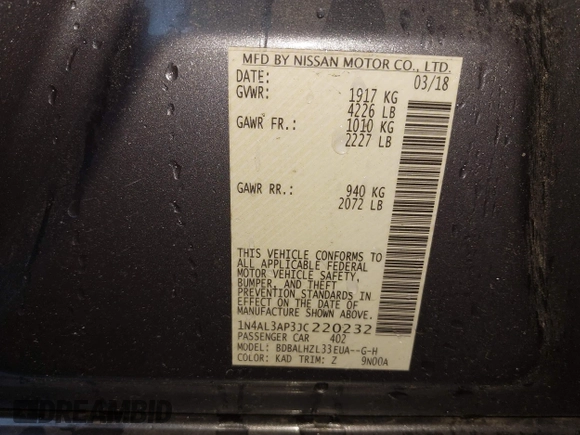 MFD BY NISSAN MOTOR CO., LTD.
DATE: 03/18
GVWR: 1917 KG
4226 LB
GAWR FR.: 1010 KG
2227 LB
GAWR RR.: 940 KG
2072 LB
THIS VEHICLE CONFORMS TO
ALL APPLICABLE FEDERAL
MOTOR VEHICLE SAFETY,
BUMPER, AND THEFT
PREVENTION STANDARDS IN
EFFECT ON THE DATE OF
MANUFACTURE SHOWN ABOVE.
1N4AL3AP3JC220232
PASSENGER CAR 402
MODEL: BDBALHZL33EUA--G-H
COLOR: KAD TRIM: Z 9N00A
DREAMBID